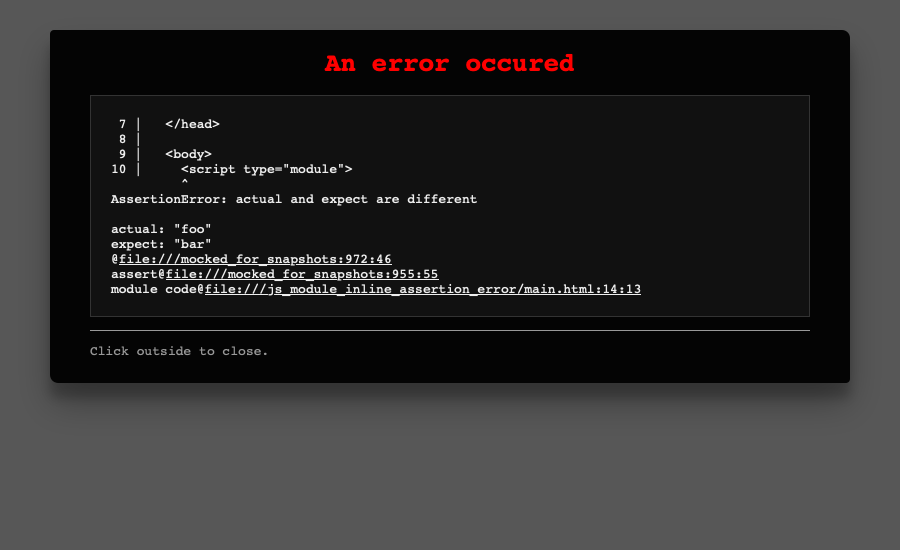 An error occured
 7 |   </head>
 8 |
 9 |   <body>
10 |     <script type="module">
         ^
AssertionError: actual and expect are different

actual: "foo"
expect: "bar"
@file:///mocked_for_snapshots:972:46
assert@file:///mocked_for_snapshots:955:55
module code@file:///js_module_inline_assertion_error/main.html:14:13
Click outside to close.